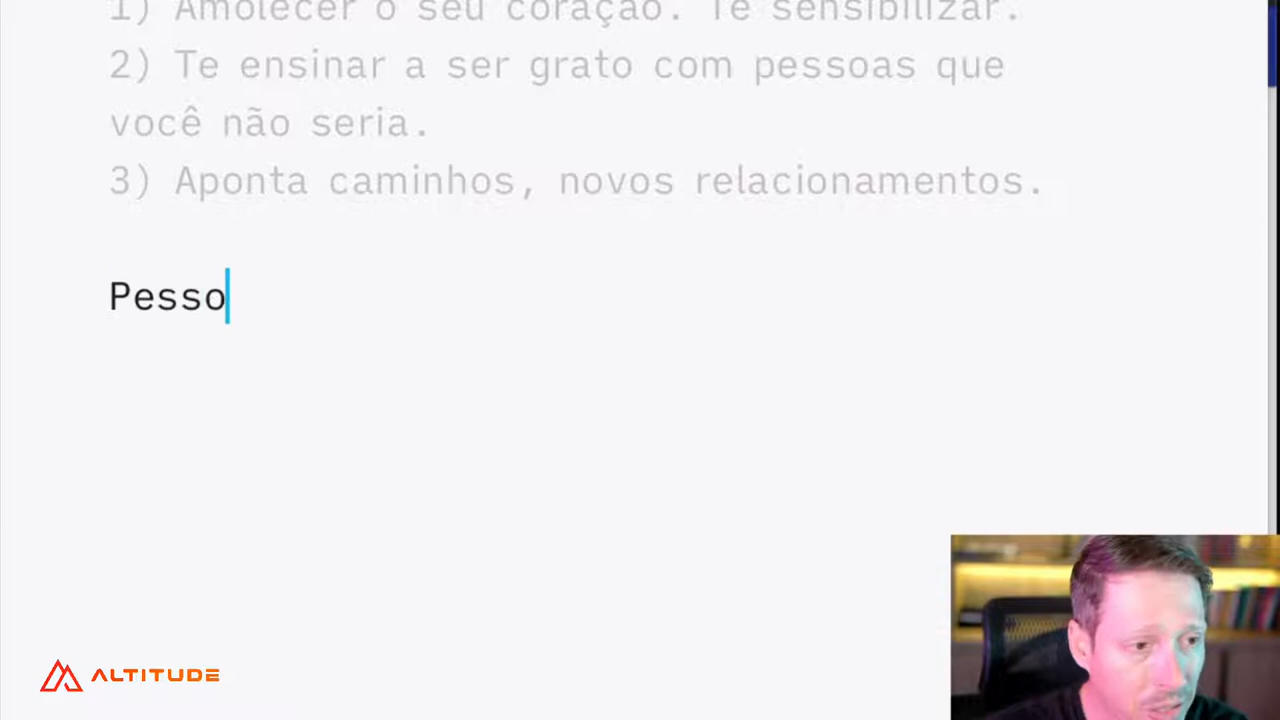 1) Amolecer o seu coração. Te sensibilizar.
2) Te ensinar a ser grato com pessoas que
você não seria.
3) Aponta caminhos, novos relacionamentos.
Pesso
ALTITUDE